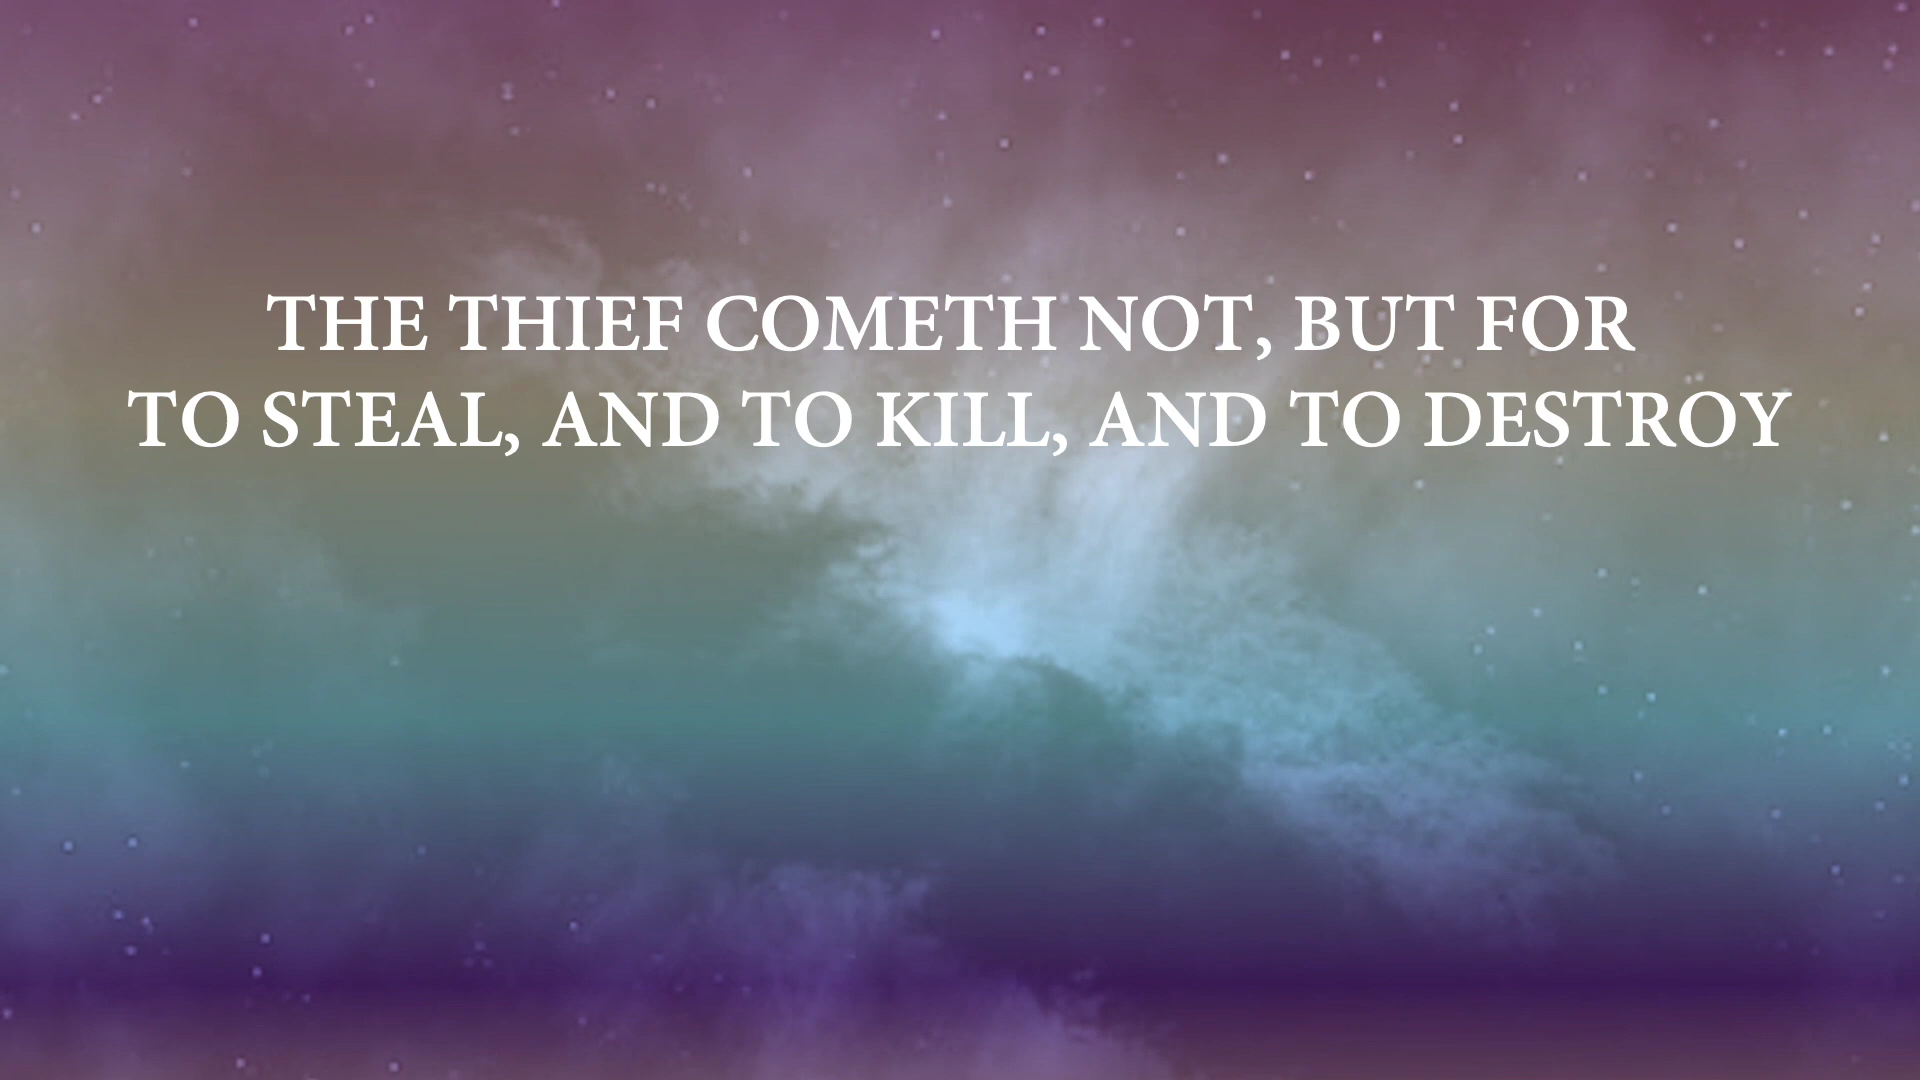 THE THIEF COMETH NOT, BUT FOR
TO STEAL, AND TO KILL, AND TO DESTROY